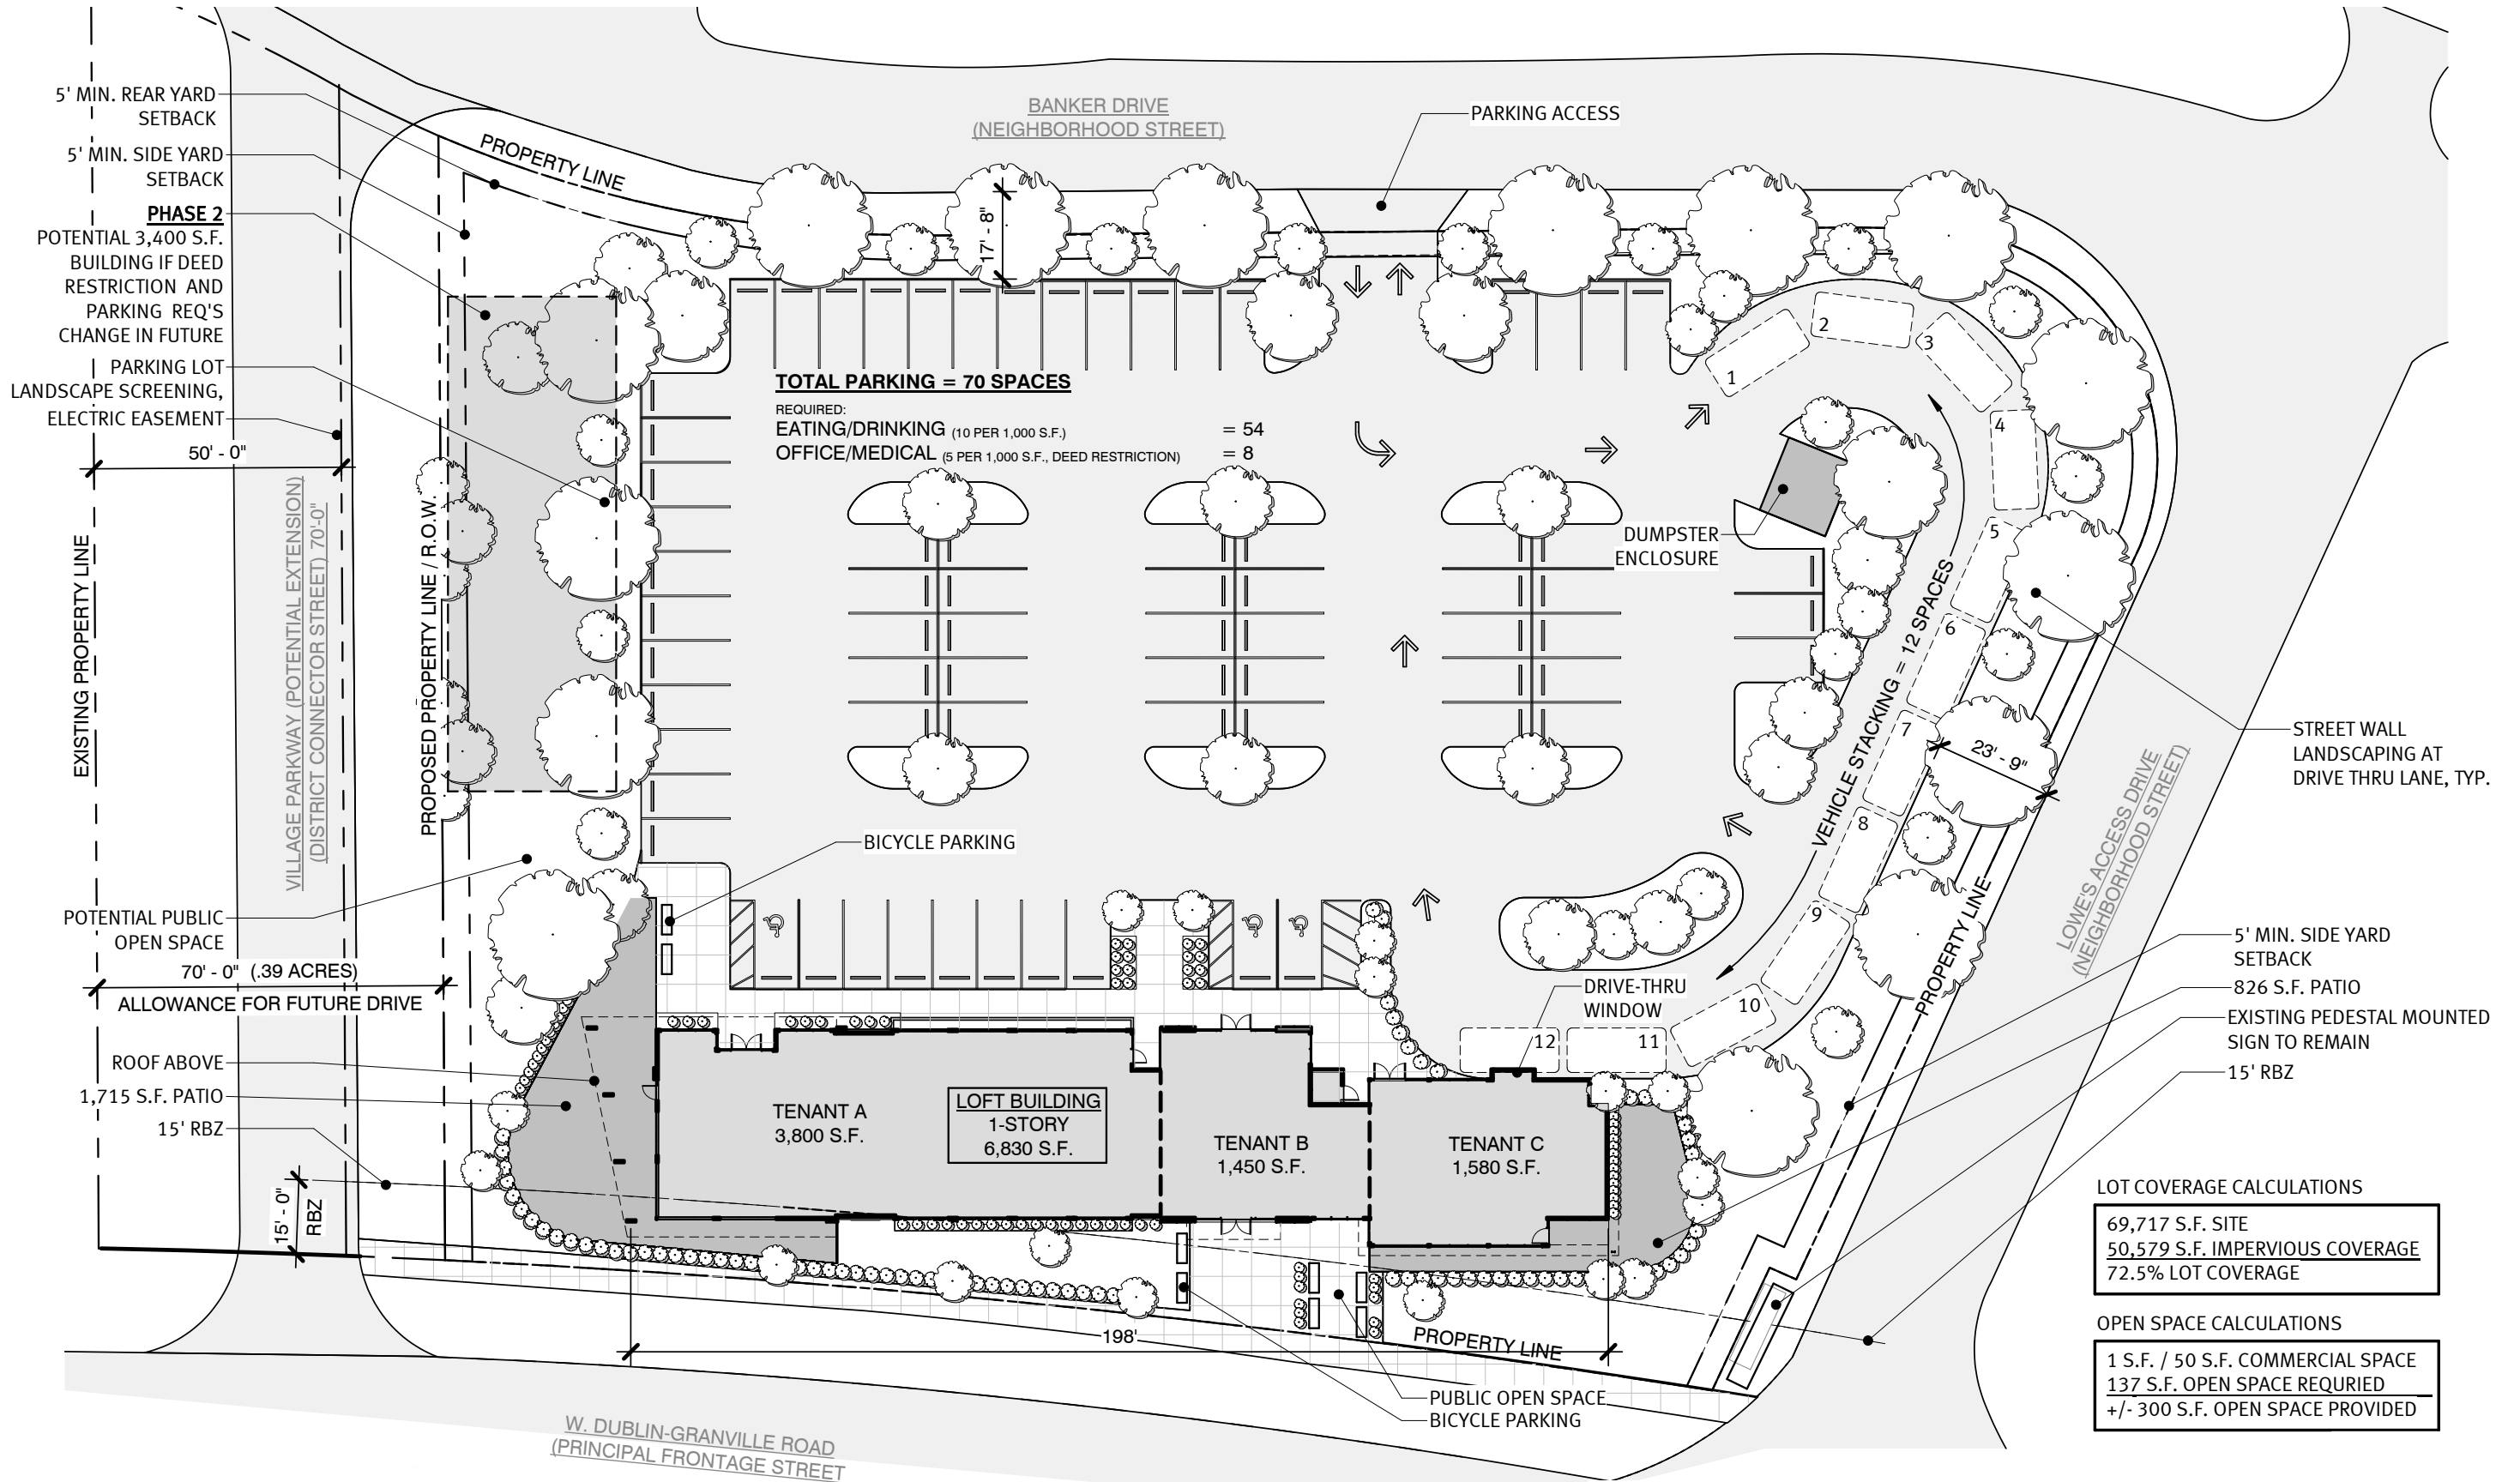 5' MIN. REAR YARD
SETBACK
5' MIN. SIDE YARD
SETBACK
PHASE 2
POTENTIAL 3,400 S.F.
BUILDING IF DEED
RESTRICTION AND
PARKING REQ'S
CHANGE IN FUTURE
PARKING LOT
LANDSCAPE SCREENING,
ELECTRIC EASEMENT
50' - 0"
EXISTING PROPERTY LINE
VILLAGE PARKWAY (POTENTIAL EXTENSION)
(DISTRICT CONNECTOR STREET) 70'-0"
PROPOSED PROPERTY LINE / R.O.W.
POTENTIAL PUBLIC
OPEN SPACE
70' - 0" (.39 ACRES)
ALLOWANCE FOR FUTURE DRIVE
ROOF ABOVE
1,715 S.F. PATIO
15' RBZ
15' - 0"
RBZ
PROPERTY LINE
BANKER DRIVE
(NEIGHBORHOOD STREET)
PARKING ACCESS
17' - 8"
TOTAL PARKING = 70 SPACES
REQUIRED:
EATING/DRINKING (10 PER 1,000 S.F.) = 54
OFFICE/MEDICAL (5 PER 1,000 S.F., DEED RESTRICTION) = 8
1
2
3
4
5
6
7
8
9
10
11
12
DUMPSTER
ENCLOSURE
VEHICLE STACKING = 12 SPACES
23' - 9"
STREET WALL
LANDSCAPING AT
DRIVE THRU LANE, TYP.
LOWE'S ACCESS DRIVE
(NEIGHBORHOOD STREET)
PROPERTY LINE
BICYCLE PARKING
DRIVE-THRU
WINDOW
TENANT A
3,800 S.F.
LOFT BUILDING
1-STORY
6,830 S.F.
TENANT B
1,450 S.F.
TENANT C
1,580 S.F.
5' MIN. SIDE YARD
SETBACK
826 S.F. PATIO
EXISTING PEDESTAL MOUNTED
SIGN TO REMAIN
15' RBZ
198'
PROPERTY LINE
PUBLIC OPEN SPACE
BICYCLE PARKING
W. DUBLIN-GRANVILLE ROAD
(PRINCIPAL FRONTAGE STREET
LOT COVERAGE CALCULATIONS
69,717 S.F. SITE
50,579 S.F. IMPERVIOUS COVERAGE
72.5% LOT COVERAGE
OPEN SPACE CALCULATIONS
1 S.F. / 50 S.F. COMMERCIAL SPACE
137 S.F. OPEN SPACE REQURIED
+/- 300 S.F. OPEN SPACE PROVIDED